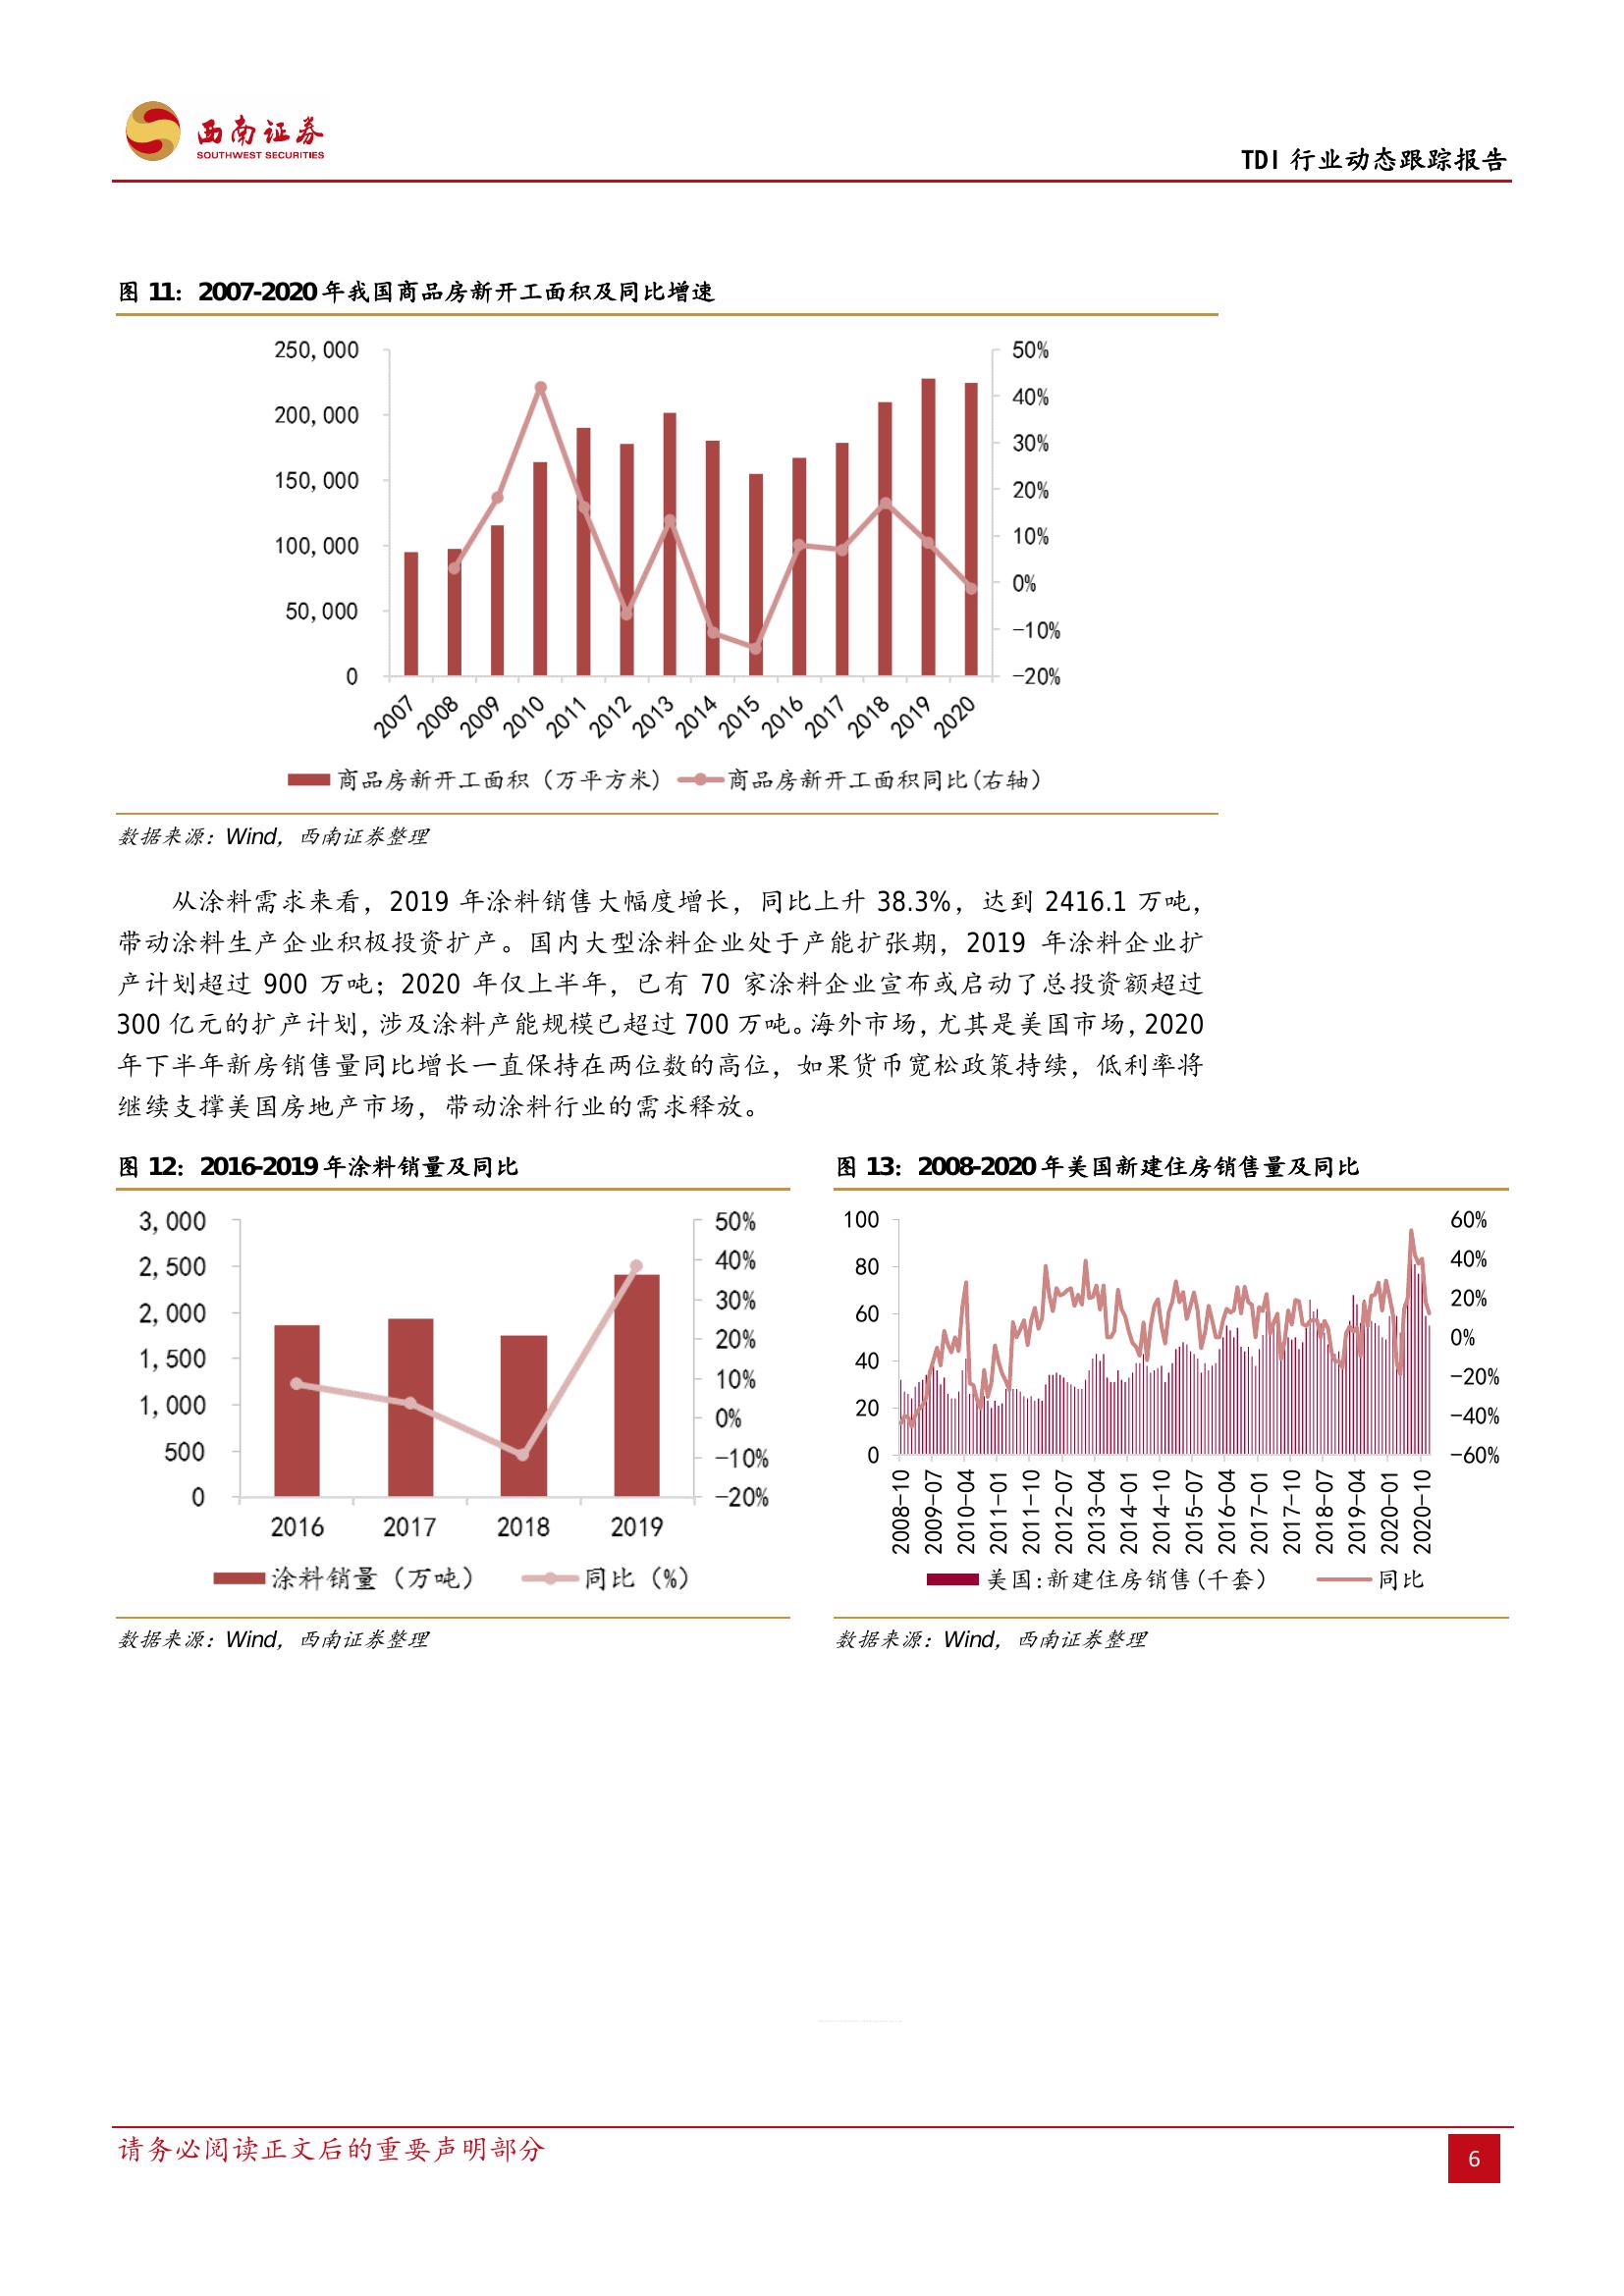 西南证券
SOUTHWEST SECURITIES
TDI 行业动态跟踪报告
图 11：2007-2020 年我国商品房新开工面积及同比增速
250,000
200,000
150,000
100,000
50,000
0
50%
40%
30%
20%
10%
0%
-10%
-20%
2007 2008 2009 2010 2011 2012 2013 2014 2015 2016 2017 2018 2019 2020
商品房新开工面积（万平方米） 商品房新开工面积同比(右轴）
数据来源：Wind，西南证券整理
从涂料需求来看，2019 年涂料销售大幅度增长，同比上升 38.3%，达到 2416.1 万吨，
带动涂料生产企业积极投资扩产。国内大型涂料企业处于产能扩张期，2019 年涂料企业扩
产计划超过 900 万吨；2020 年仅上半年，已有 70 家涂料企业宣布或启动了总投资额超过
300 亿元的扩产计划，涉及涂料产能规模已超过 700 万吨。海外市场，尤其是美国市场，2020
年下半年新房销售量同比增长一直保持在两位数的高位，如果货币宽松政策持续，低利率将
继续支撑美国房地产市场，带动涂料行业的需求释放。
图 12：2016-2019 年涂料销量及同比
3,000
2,500
2,000
1,500
1,000
500
0
50%
40%
30%
20%
10%
0%
-10%
-20%
2016 2017 2018 2019
涂料销量（万吨） 同比（%）
数据来源：Wind，西南证券整理
图 13：2008-2020 年美国新建住房销售量及同比
100
80
60
40
20
0
60%
40%
20%
0%
-20%
-40%
-60%
2008-10 2009-07 2010-04 2011-01 2011-10 2012-07 2013-04 2014-01 2014-10 2015-07 2016-04 2017-01 2017-10 2018-07 2019-04 2020-01 2020-10
美国:新建住房销售(千套） 同比
数据来源：Wind，西南证券整理
请务必阅读正文后的重要声明部分
6